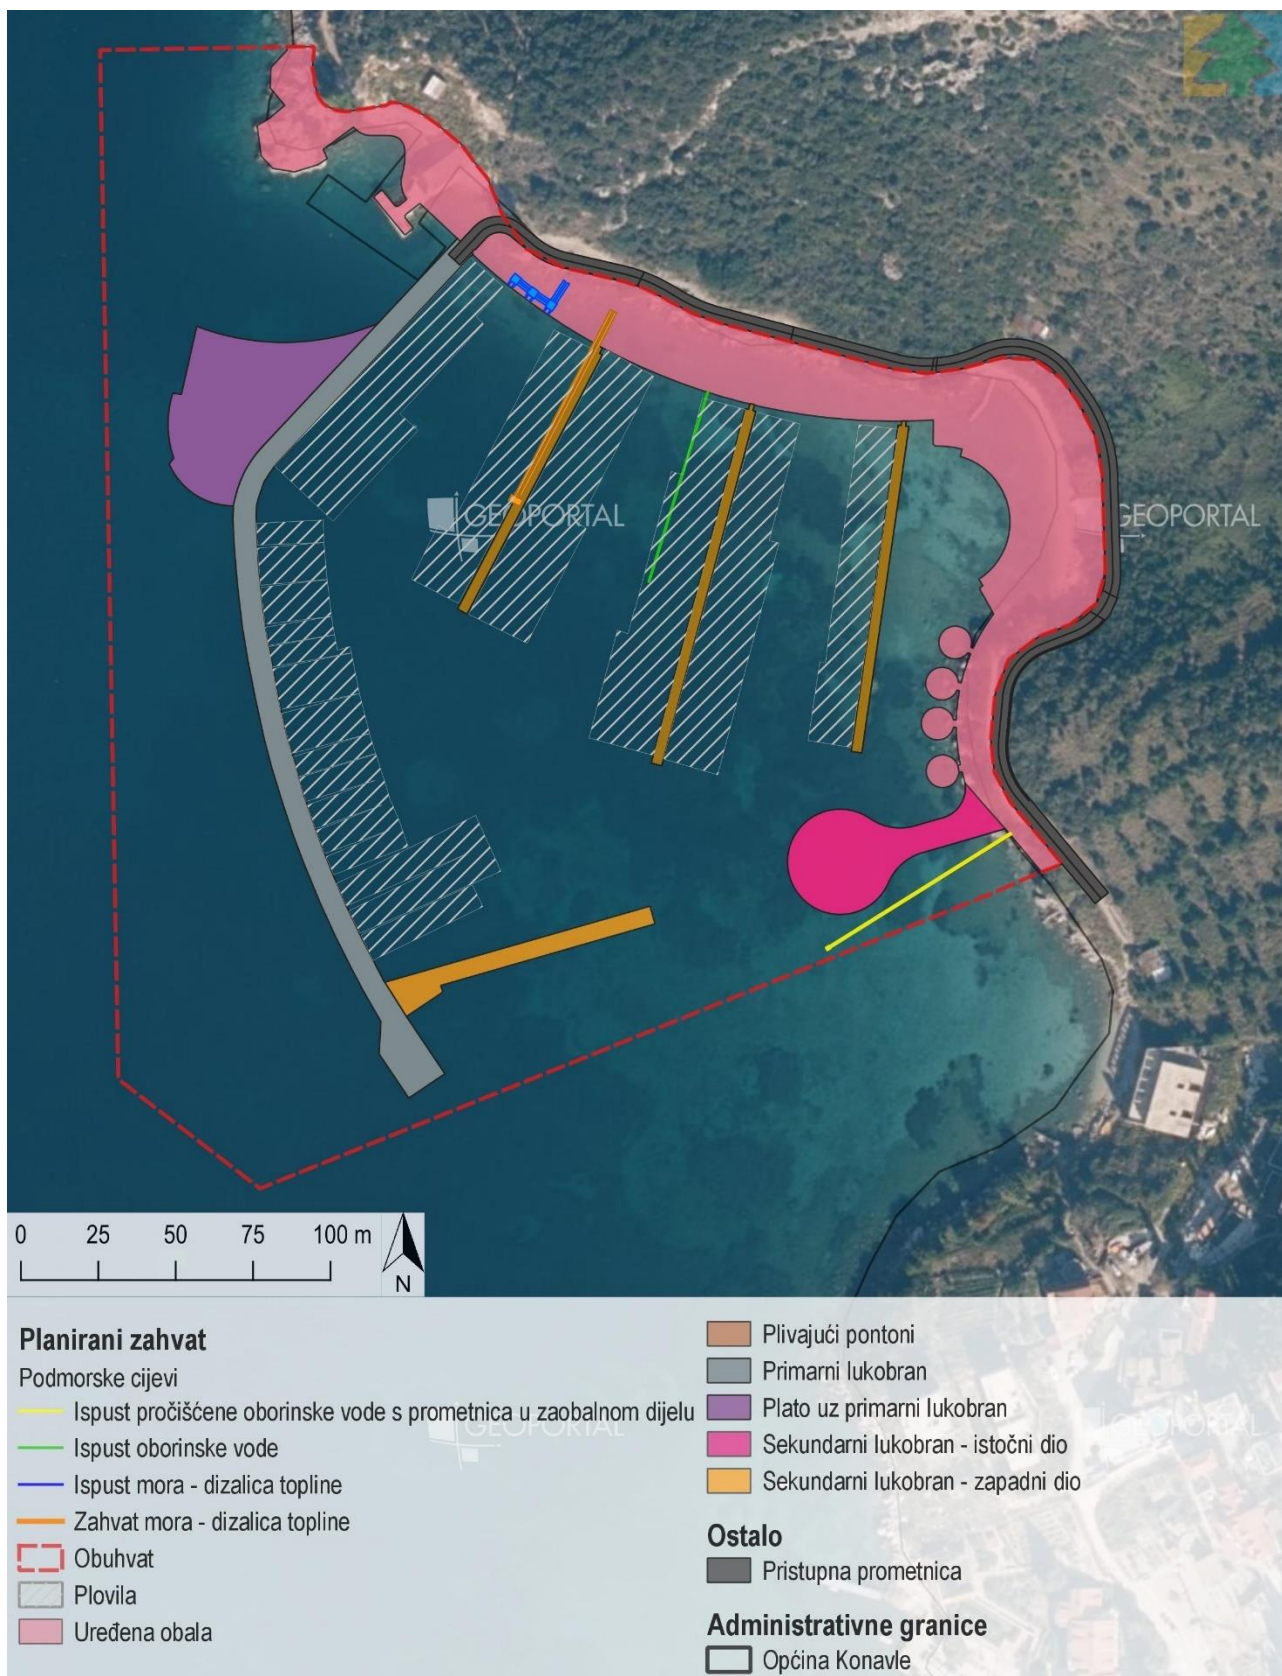 GEOPORTAL
GEOPORTAL
0 25 50 75 100 m
N
Planirani zahvat
Podmorske cijevi
Ispust pročišćene oborinske vode s prometnica u zaobalnom dijelu
Ispust oborinske vode
Ispust mora - dizalica topline
Zahvat mora - dizalica topline
Obuhvat
Plovila
Uređena obala
Plivajući pontoni
Primarni lukobran
Plato uz primarni lukobran
Sekundarni lukobran - istočni dio
Sekundarni lukobran - zapadni dio
Ostalo
Pristupna prometnica
Administrativne granice
Općina Konavle
GEOPORTAL
GEOPORTAL